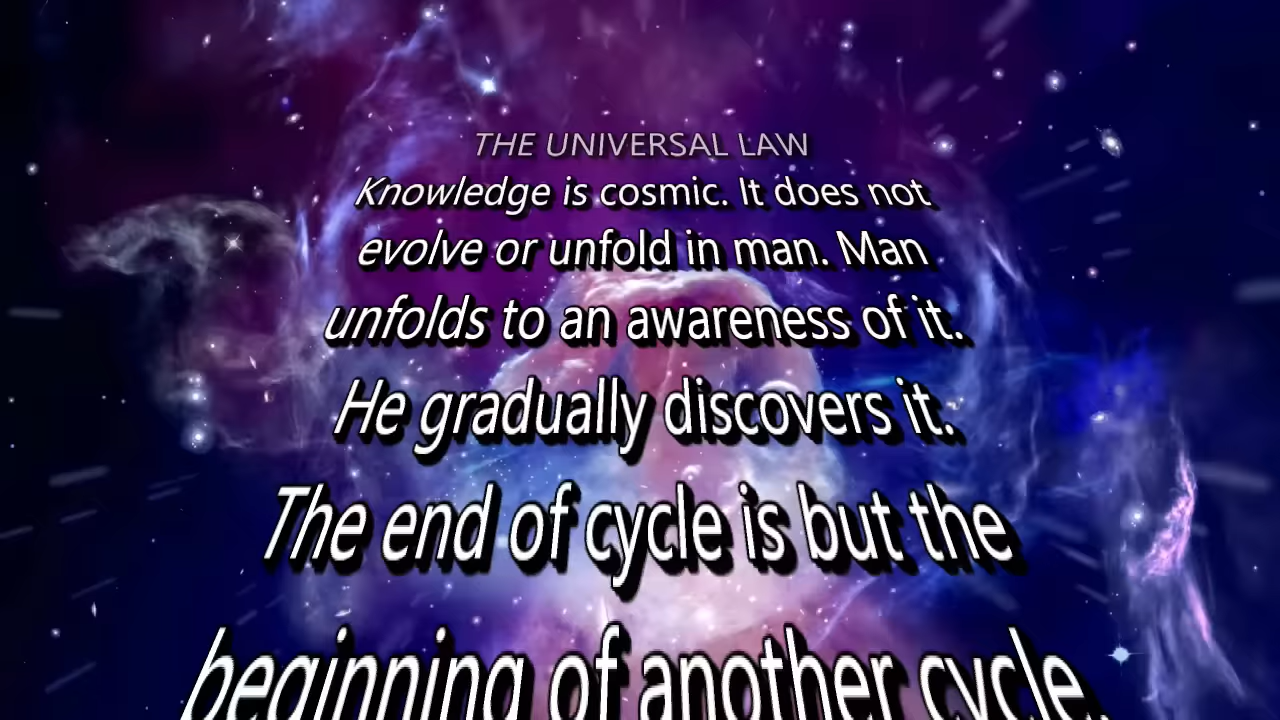 THE UNIVERSAL LAW
Knowledge is cosmic. It does not
evolve or unfold in man. Man
unfolds to an awareness of it.
He gradually discovers it.
The end of cycle is but the
beginning of another cycle.